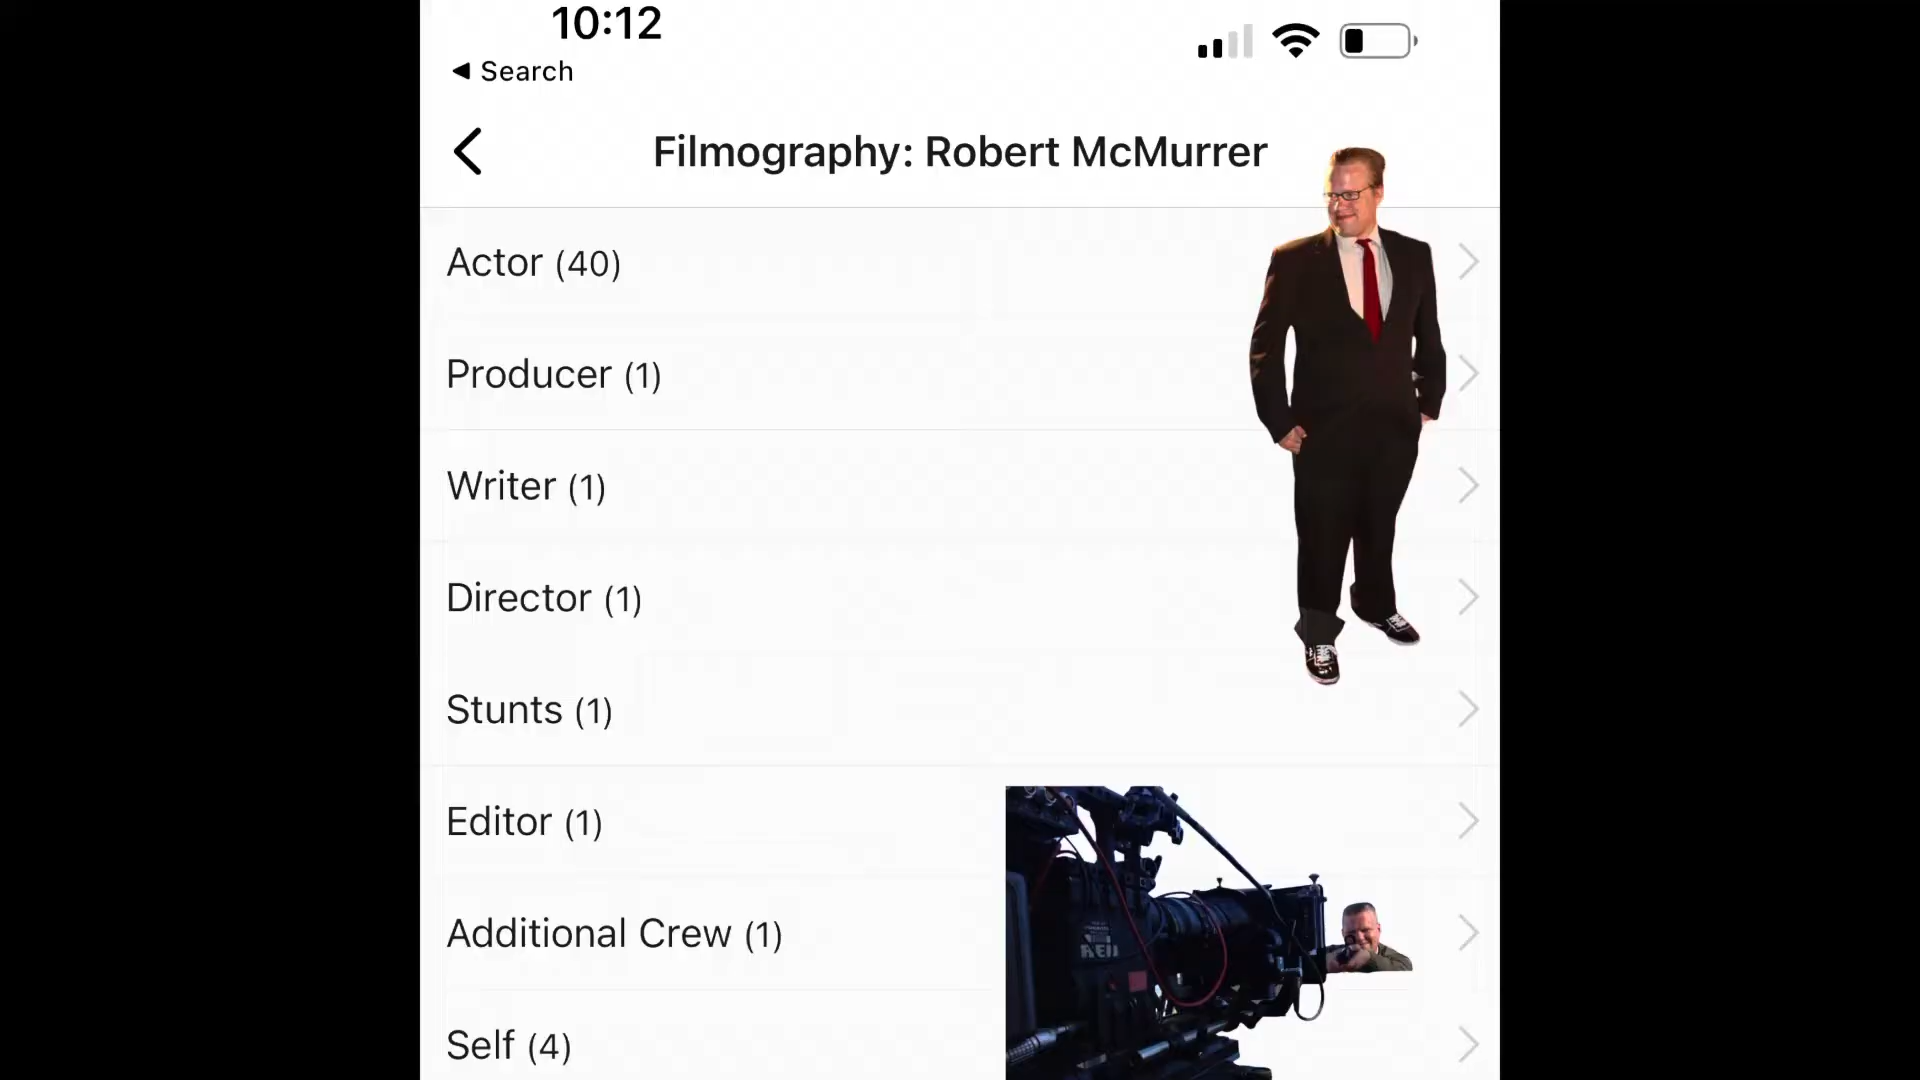 10:12
◀ Search
Filmography: Robert McMurrer
Actor (40)
Producer (1)
Writer (1)
Director (1)
Stunts (1)
Editor (1)
Additional Crew (1)
RED
Self (4)